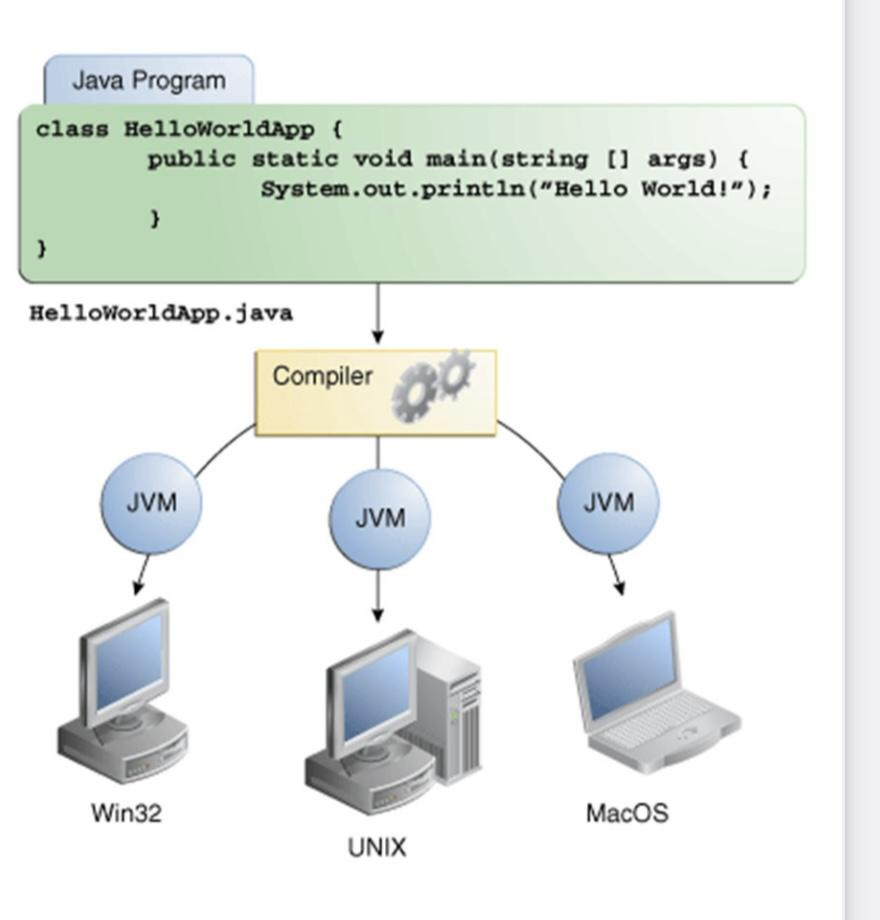 Java Program
class HelloWorldApp {
public static void main(string [] args) {
System.out.println(”Hello World!”);
}
}
HelloWorldApp.java
Compiler
JVM
JVM
JVM
Win32
UNIX
MacOS